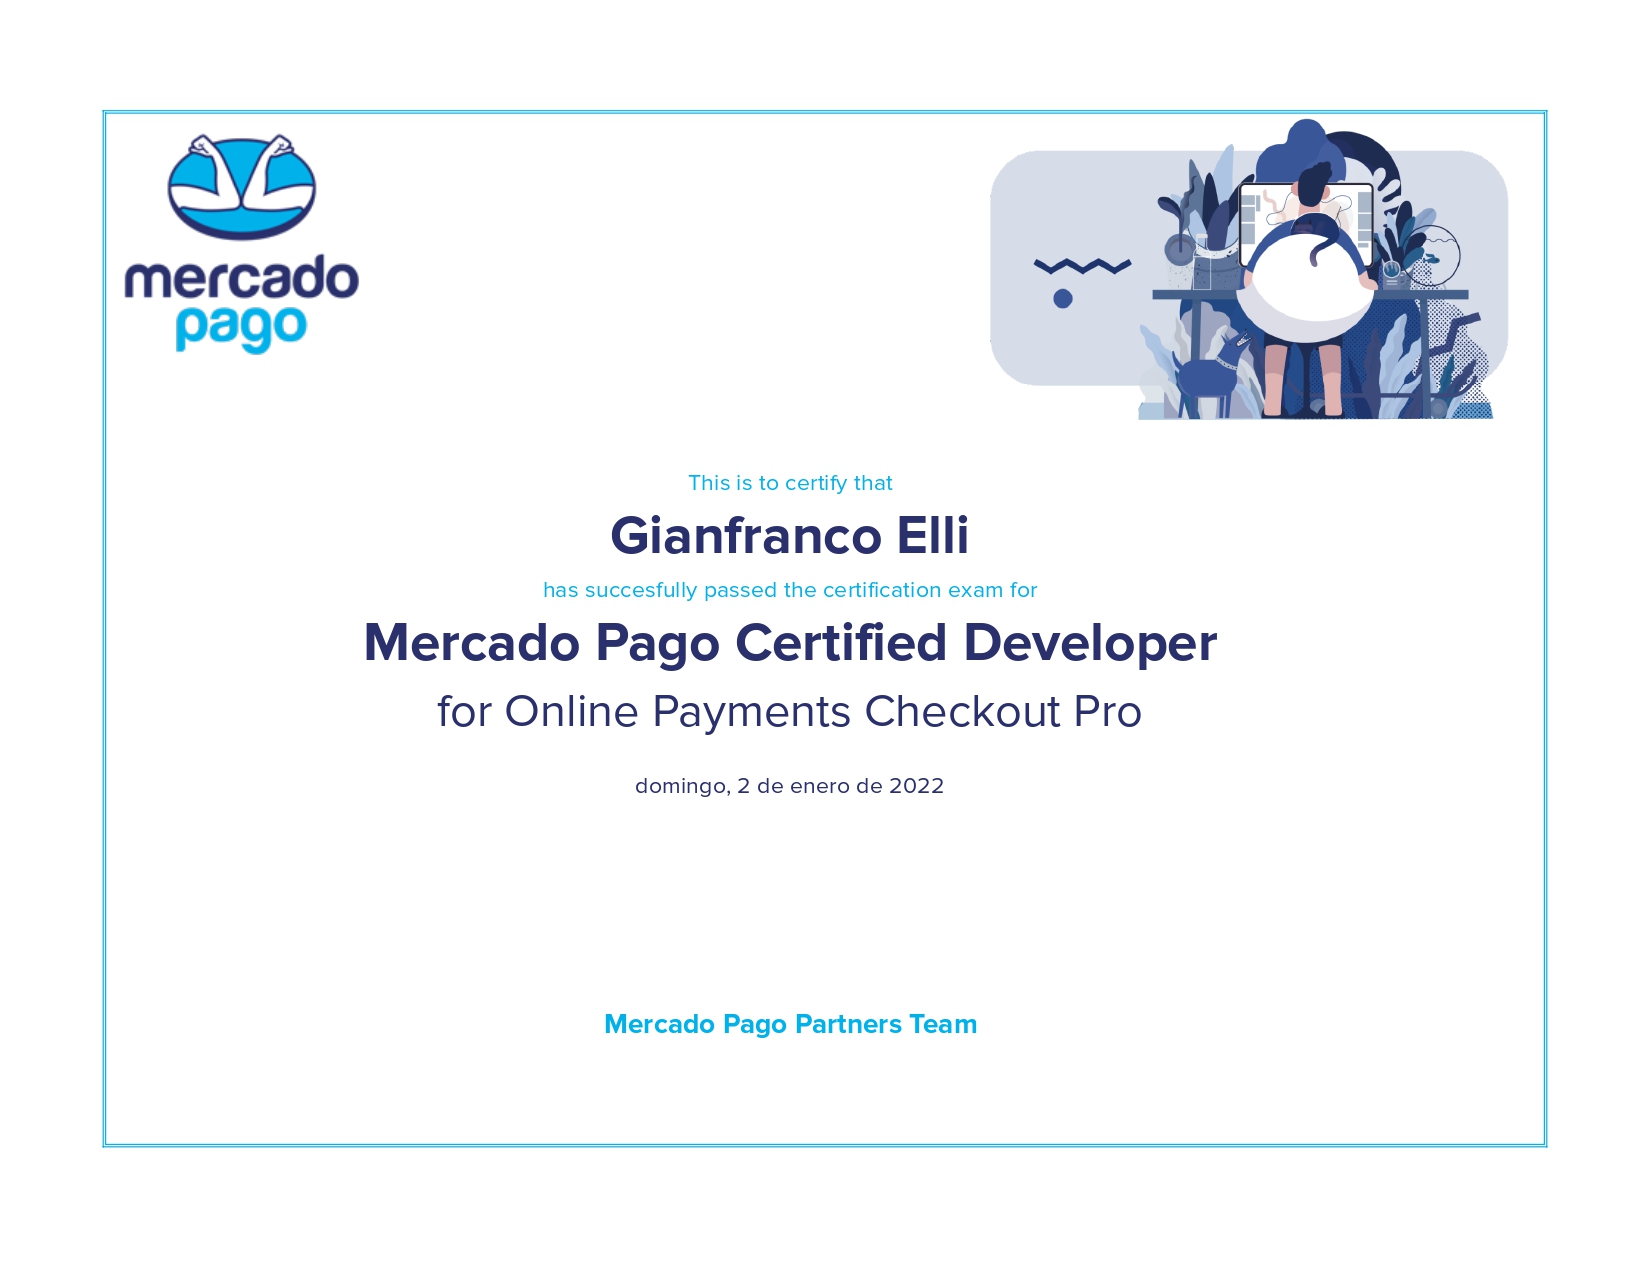 mercado
pago
This is to certify that
Gianfranco Elli
has succesfully passed the certification exam for
Mercado Pago Certified Developer
for Online Payments Checkout Pro
domingo, 2 de enero de 2022
Mercado Pago Partners Team